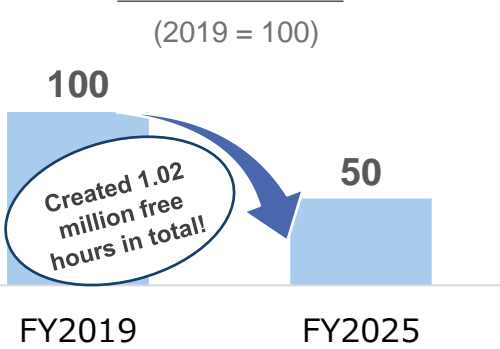 (2019 = 100)
100
50
Created 1.02
million free
hours in total!
FY2019
FY2025